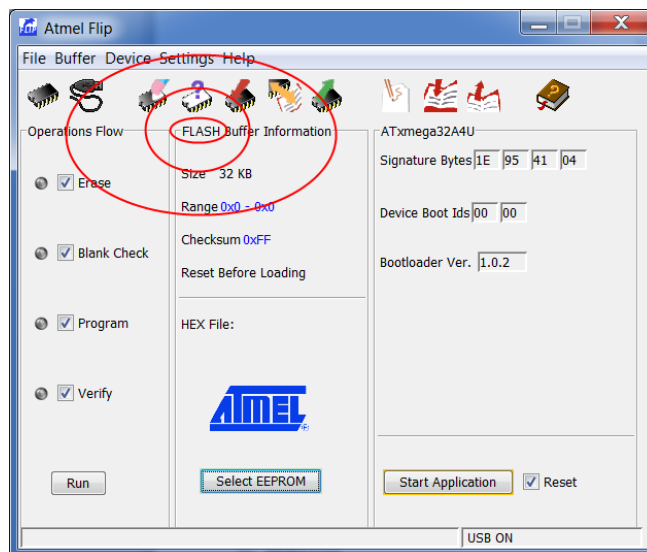 Atmel Flip
File Buffer Device Settings Help
Operations Flow
Erase
Blank Check
Program
Verify
Run
FLASH Buffer Information
Size 32 KB
Range 0x0 - 0x0
Checksum 0xFF
Reset Before Loading
HEX File:
ATMEL
Select EEPROM
ATxmega32A4U
Signature Bytes 1E 95 41 04
Device Boot Ids 00 00
Bootloader Ver. 1.0.2
Start Application
Reset
USB ON